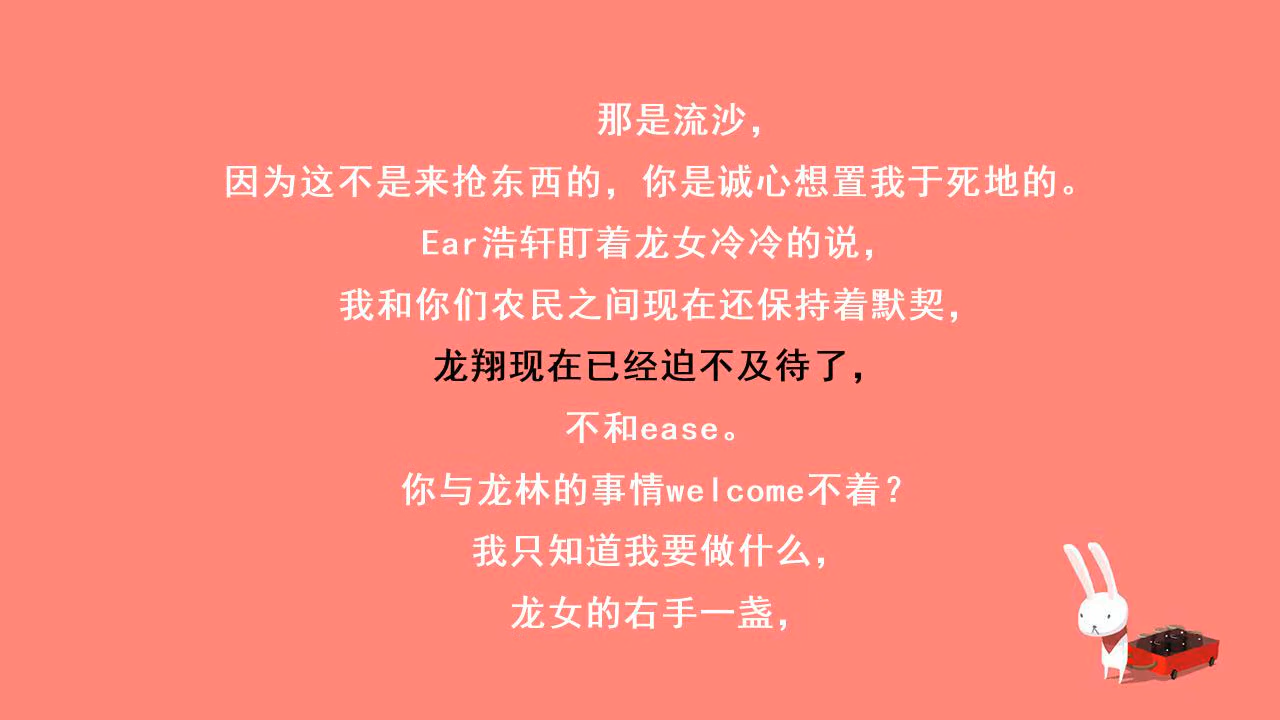 那是流沙，
因为这不是来抢东西的，你是诚心想置我于死地的。
Ear浩轩盯着龙女冷冷的说，
我和你们农民之间现在还保持着默契，
龙翔现在已经迫不及待了，
不和ease。
你与龙林的事情welcome不着？
我只知道我要做什么，
龙女的右手一盏，